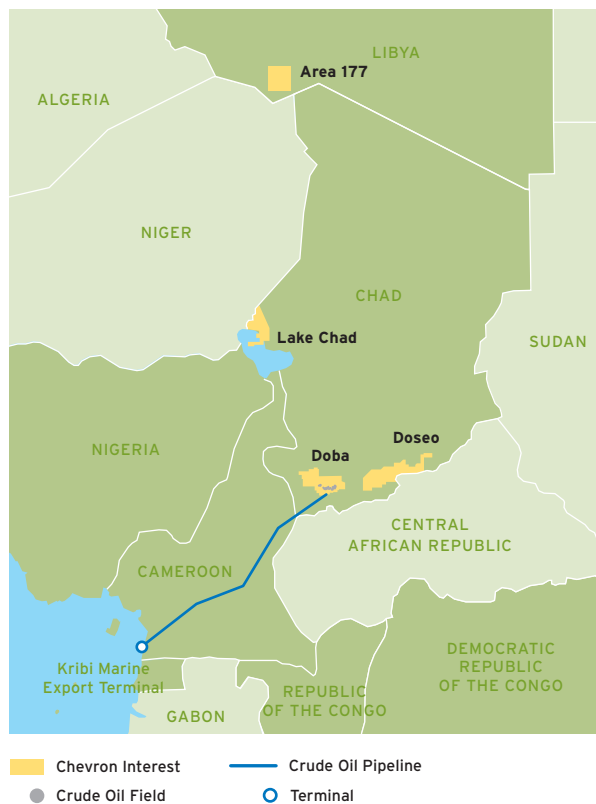 LIBYA
Area 177
ALGERIA
NIGER
CHAD
Lake Chad
SUDAN
NIGERIA
Doba
Doseo
CENTRAL
AFRICAN REPUBLIC
CAMEROON
Kribi Marine
Export Terminal
GABON
REPUBLIC
OF THE CONGO
DEMOCRATIC
REPUBLIC
OF THE CONGO
Chevron Interest
Crude Oil Pipeline
Crude Oil Field
Terminal